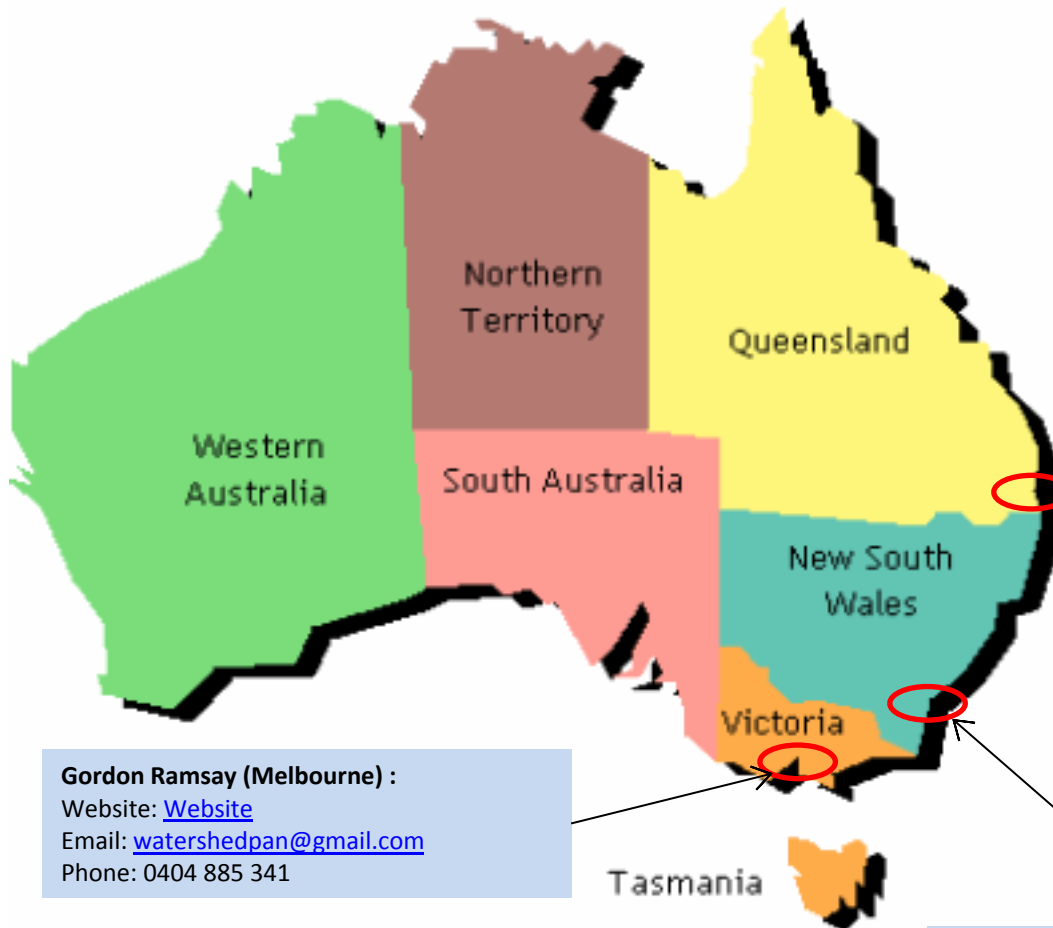 Northern
Territory
Queensland
Western
Australia
South Australia
New South
Wales
Victoria
Gordon Ramsay (Melbourne) :
Website: Website
Email: watershedpan@gmail.com
Phone: 0404 885 341
Tasmania